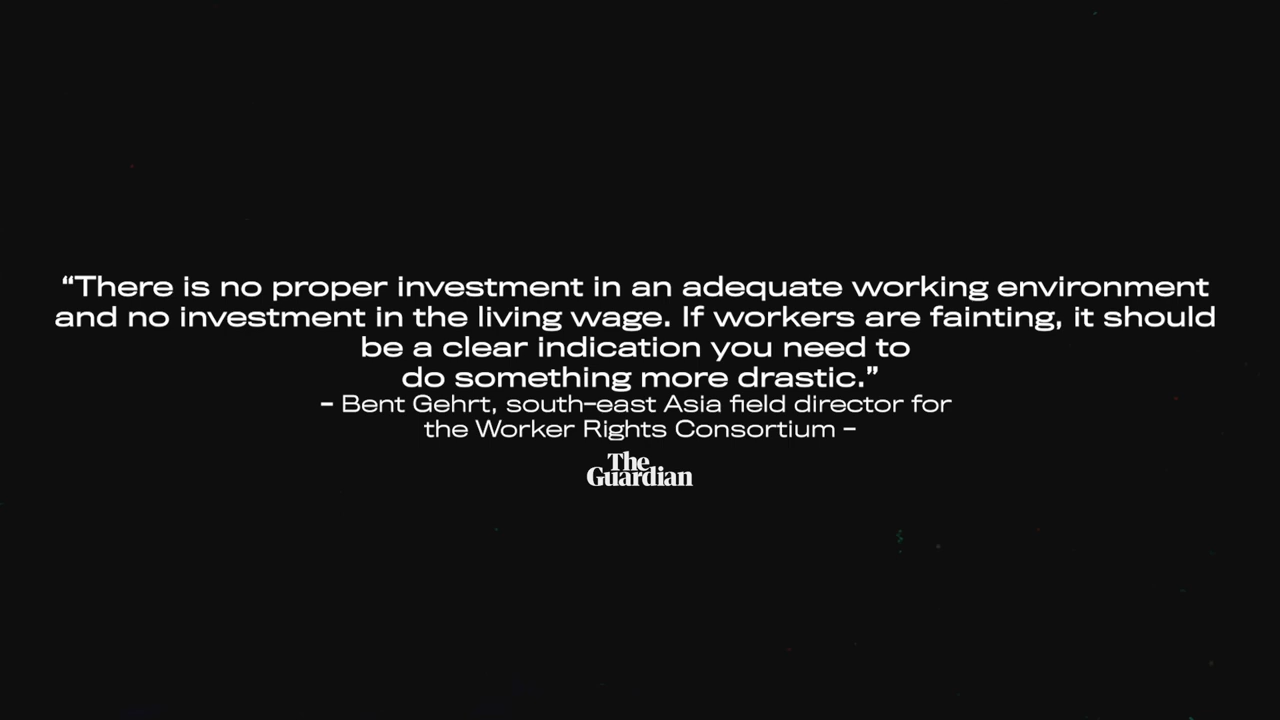 “There is no proper investment in an adequate working environment
and no investment in the living wage. If workers are fainting, it should
be a clear indication you need to
do something more drastic.”
– Bent Gehrt, south-east Asia field director for
the Worker Rights Consortium –
The
Guardian